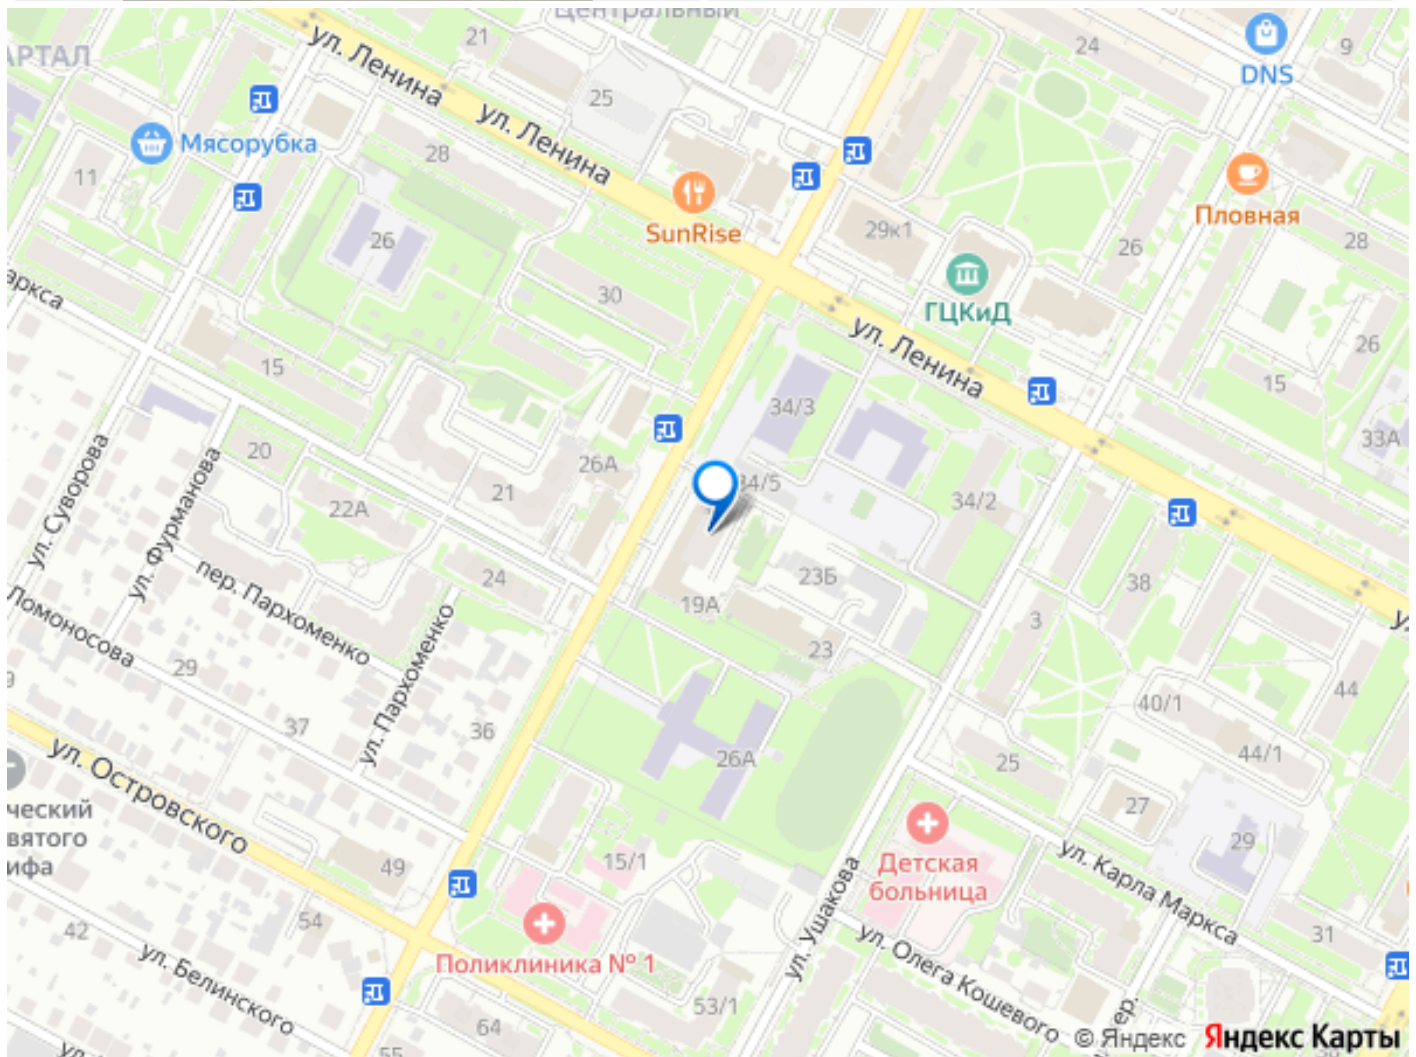 Центральный
АРТАЛ
21
ул. Ленина
24
9
DNS
25
ул. Ленина
Мясорубка
28
11
SunRise
Пловная
26
29к1
26
28
аркса
30
ГЦКиД
ул. Ленина
26
15
15
34/3
33А
20
26А
ул. Суворова
ул. Фурманова
21
34/5
34/2
22А
пер. Пархоменко
24
23Б
38
19А
3
Ломоносова
ул. Пархоменко
29
23
9
44
40/1
37
36
26А
25
44/1
ул. Островского
ческий
вятого
ифа
27
29
49
15/1
Детская
больница
ул. Карла Маркса
ул. Ушакова
54
42
31
Поликлиника № 1
ул. Олега Кошевого
ул. Белинского
53/1
64
55
© Яндекс
Яндекс Карты